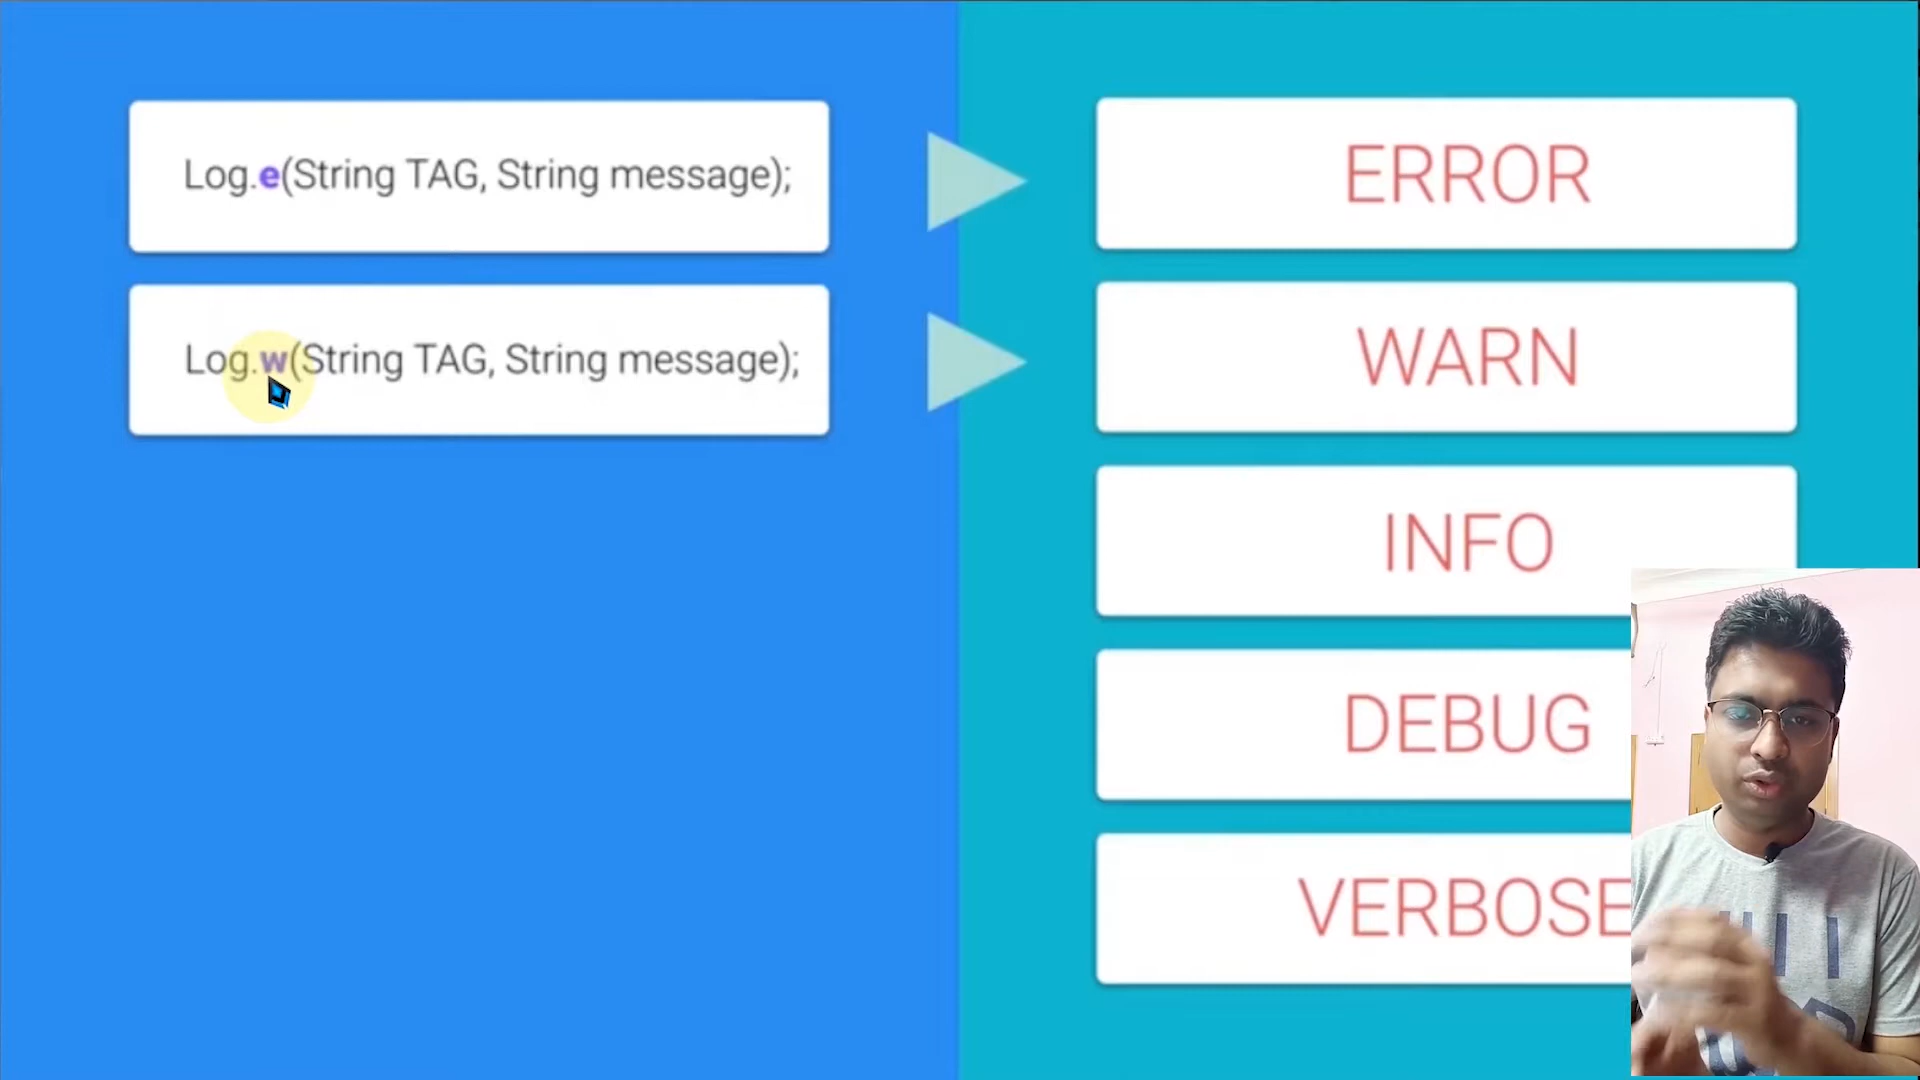 Log.e(String TAG, String message);
ERROR
Log.w(String TAG, String message);
WARN
INFO
DEBUG
VERBOSE